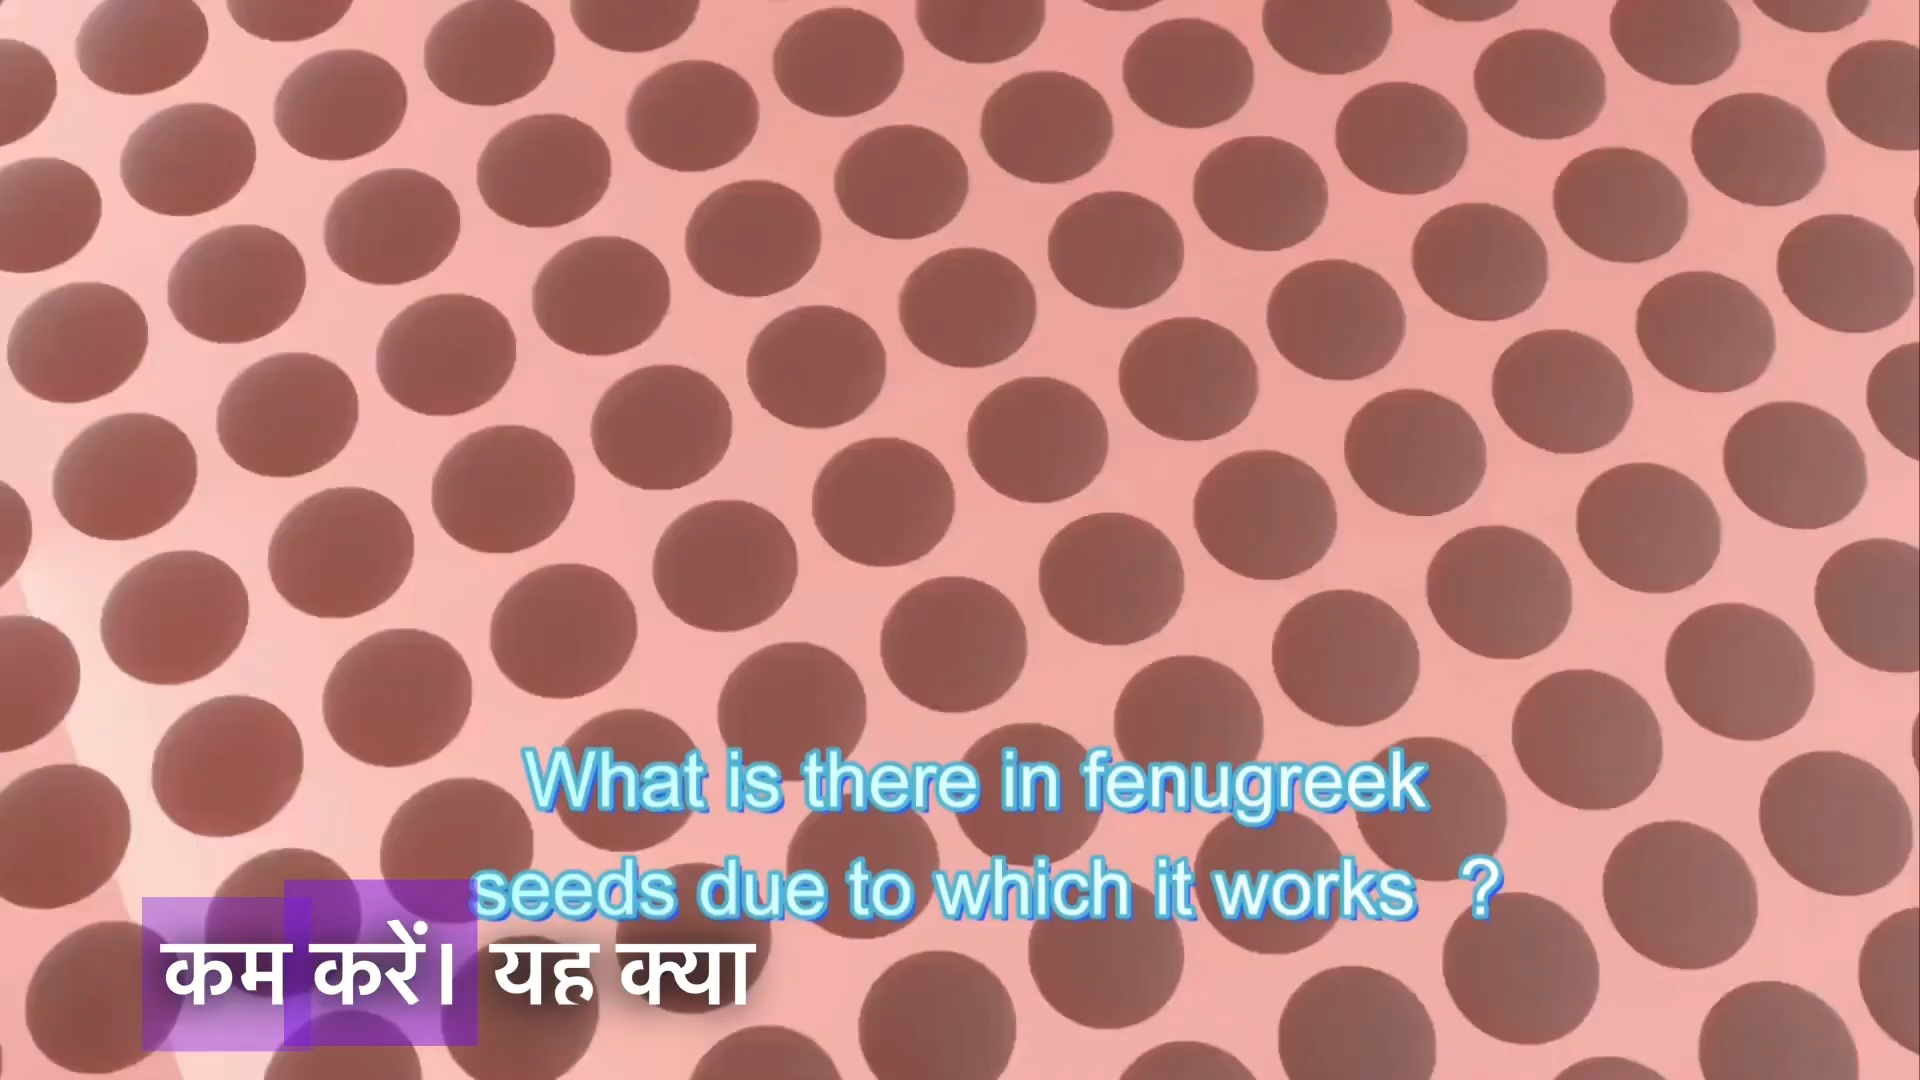 What is there in fenugreek
seeds due to which it works ?
कम करें। यह क्या